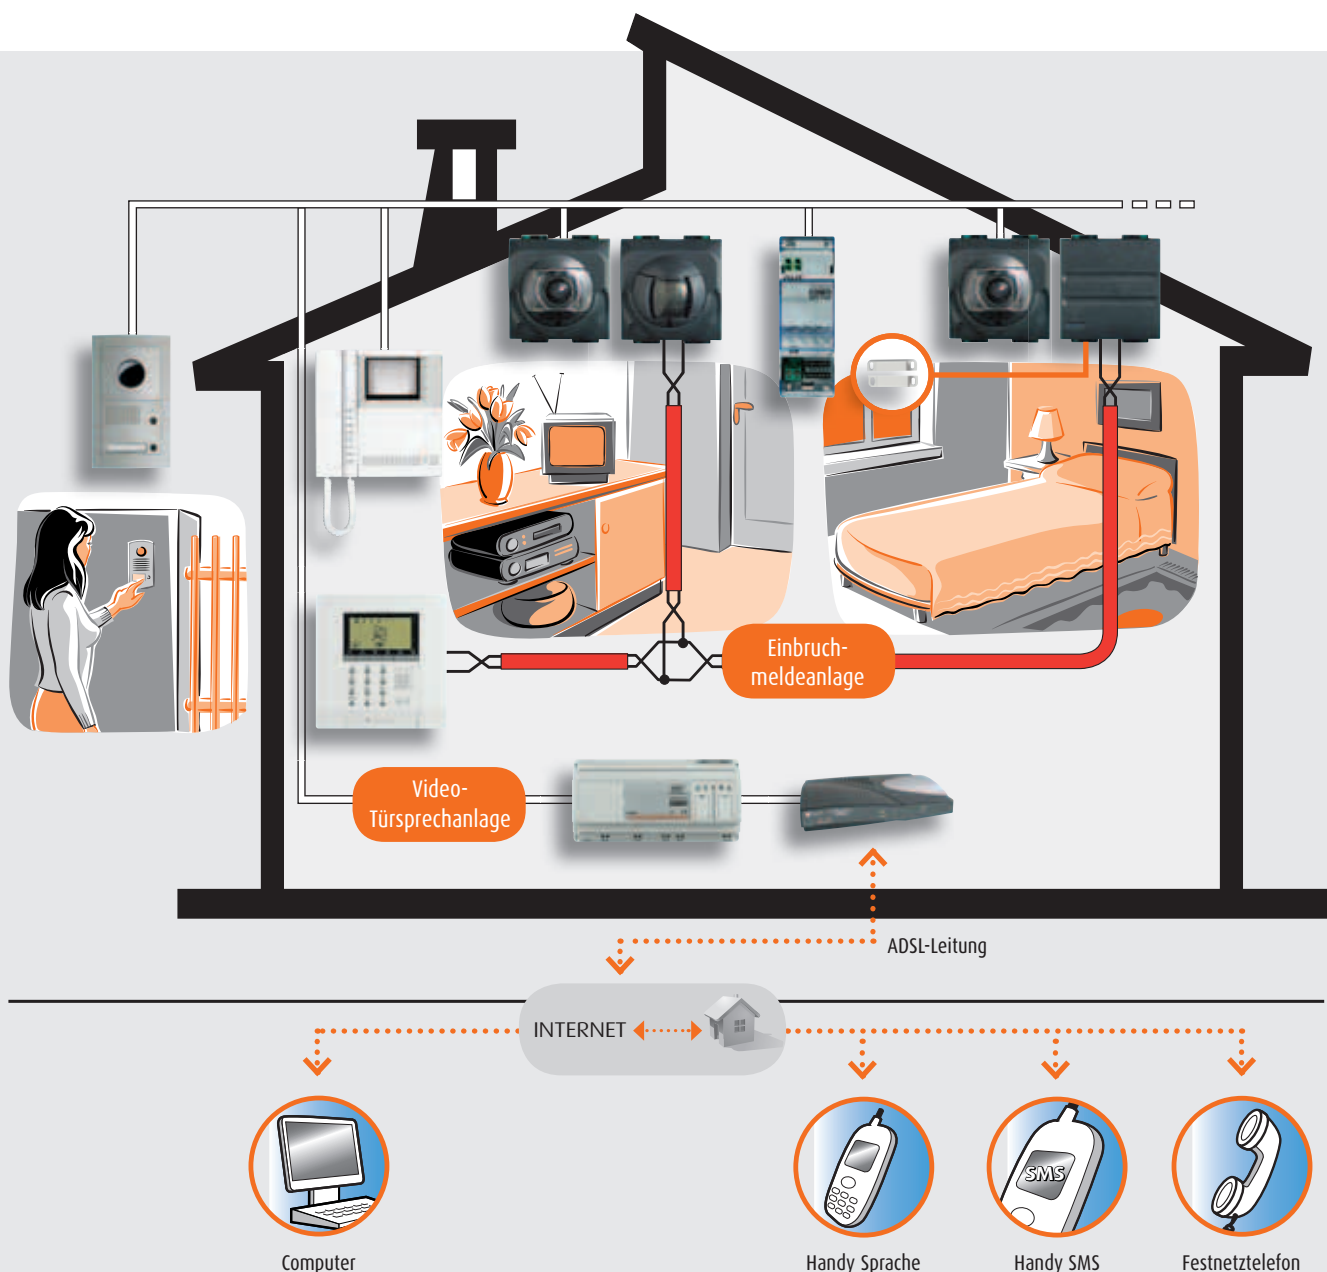 Einbruch-
meldeanlage
Video-
Türsprechanlage
ADSL-Leitung
INTERNET
SMS
Computer
Handy Sprache
Handy SMS
Festnetztelefon